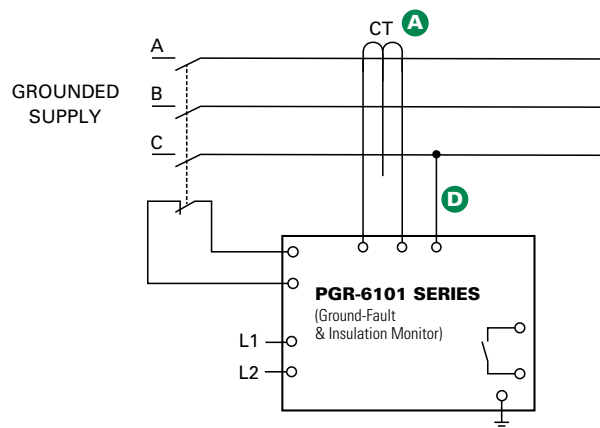 CT A
A
GROUNDED
SUPPLY
B
C
D
PGR-6101 SERIES
(Ground-Fault
& Insulation Monitor)
L1
L2